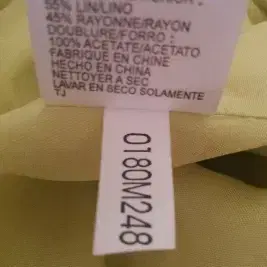 55% LIN/LINO
45% RAYONNE/RAYON
DOUBLURE/FORRO :
100% ACETATE/ACETATO
FABRIQUE EN CHINE
HECHO EN CHINA
NETTOYER A SEC
LAVAR EN SECO SOLAMENTE
TJ
0180M248